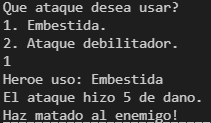 Que ataque desea usar?
1. Embestida.
2. Ataque debilitador.
1
Heroe uso: Embestida
El ataque hizo 5 de dano.
Haz matado al enemigo!